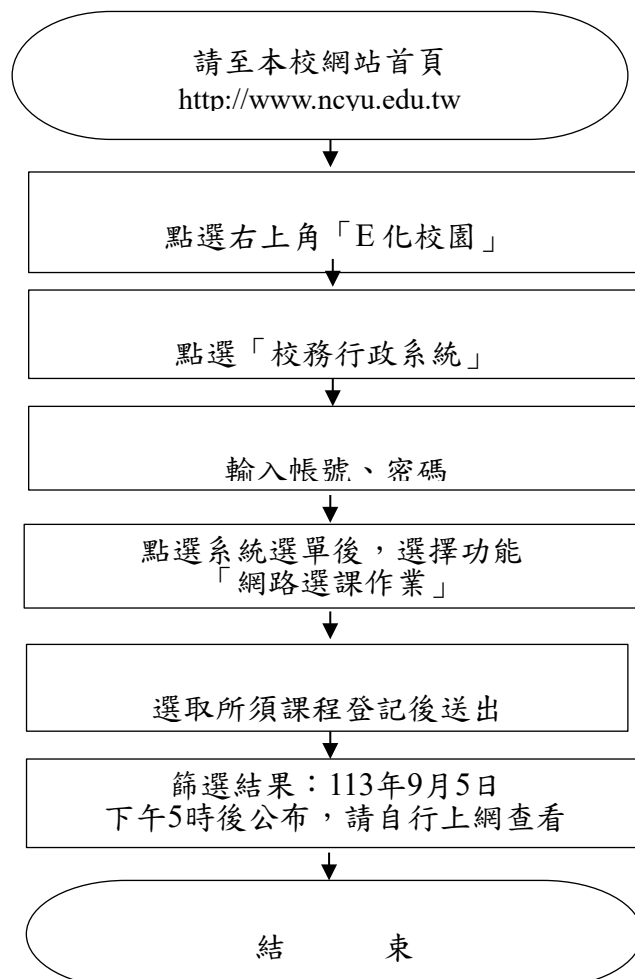 請至本校網站首頁
http://www.ncyu.edu.tw
點選右上角「E化校園」
點選「校務行政系統」
輸入帳號、密碼
點選系統選單後，選擇功能
「網路選課作業」
選取所須課程登記後送出
篩選結果：113年9月5日
下午5時後公布，請自行上網查看
結 束